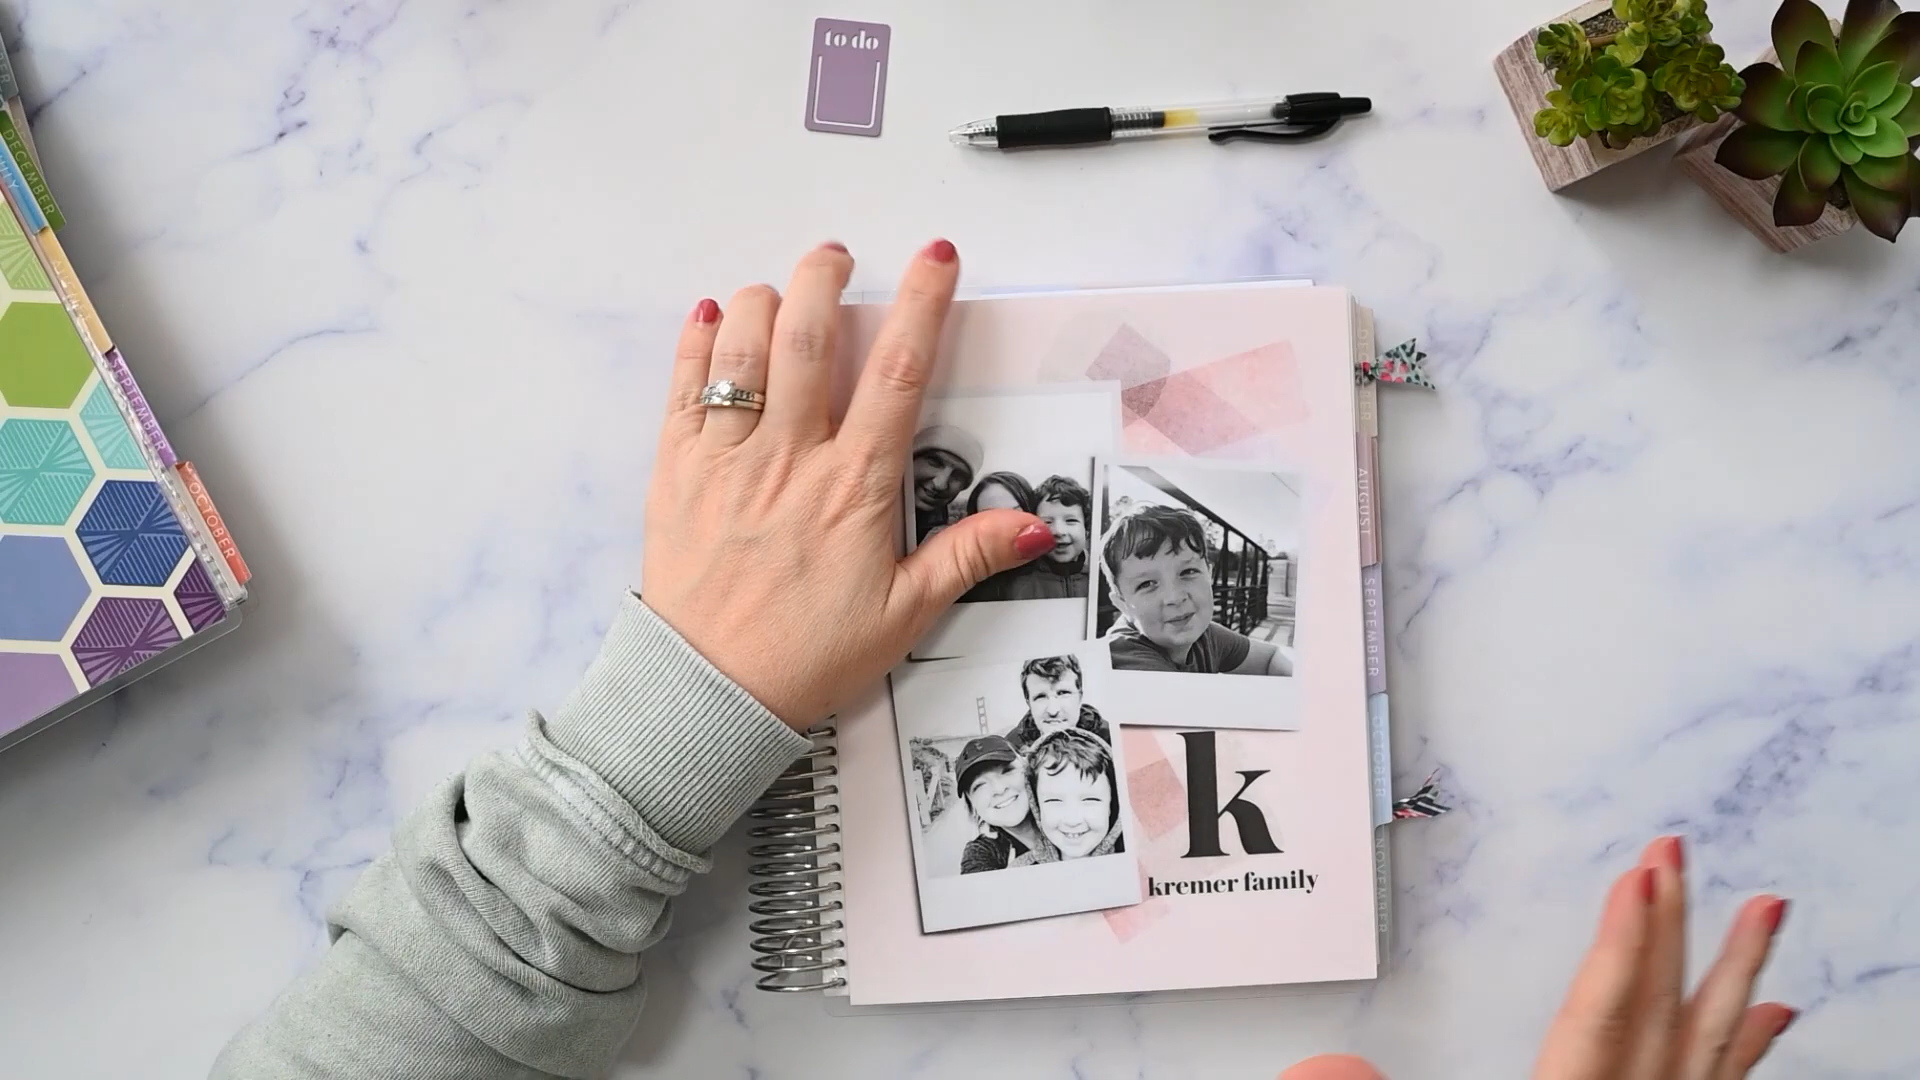 to do
DECEMBER
SEPTEMBER
OCTOBER
AUGUST
SEPTEMBER
OCTOBER
NOVEMBER
k
kremer family